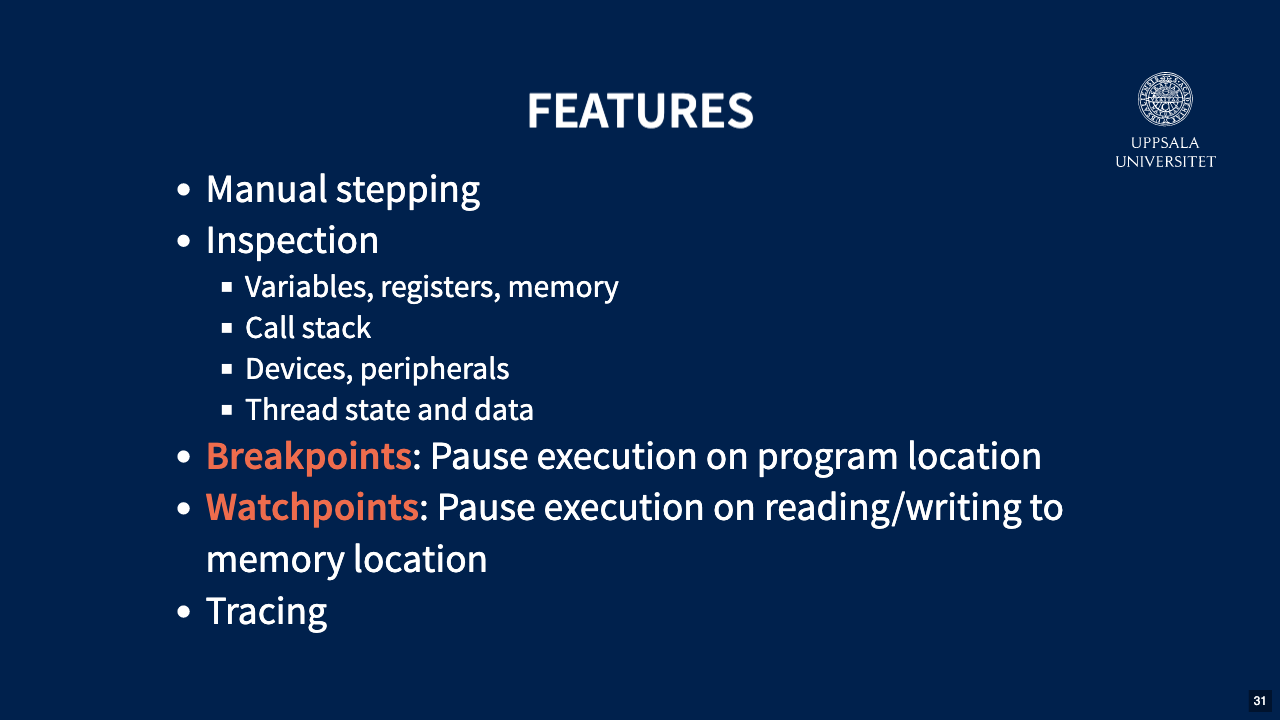 FEATURES
UPPSALA
UNIVERSITET
• Manual stepping
• Inspection
▪ Variables, registers, memory
▪ Call stack
▪ Devices, peripherals
▪ Thread state and data
• Breakpoints: Pause execution on program location
• Watchpoints: Pause execution on reading/writing to
memory location
• Tracing
31